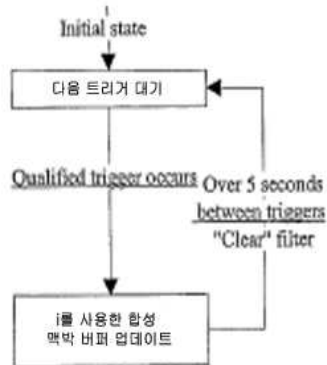 Initial state
다음 트리거 대기
Qualified trigger occurs
Over 5 seconds
between triggers
"Clear" filter
i를 사용한 합성
맥박 버퍼 업데이트